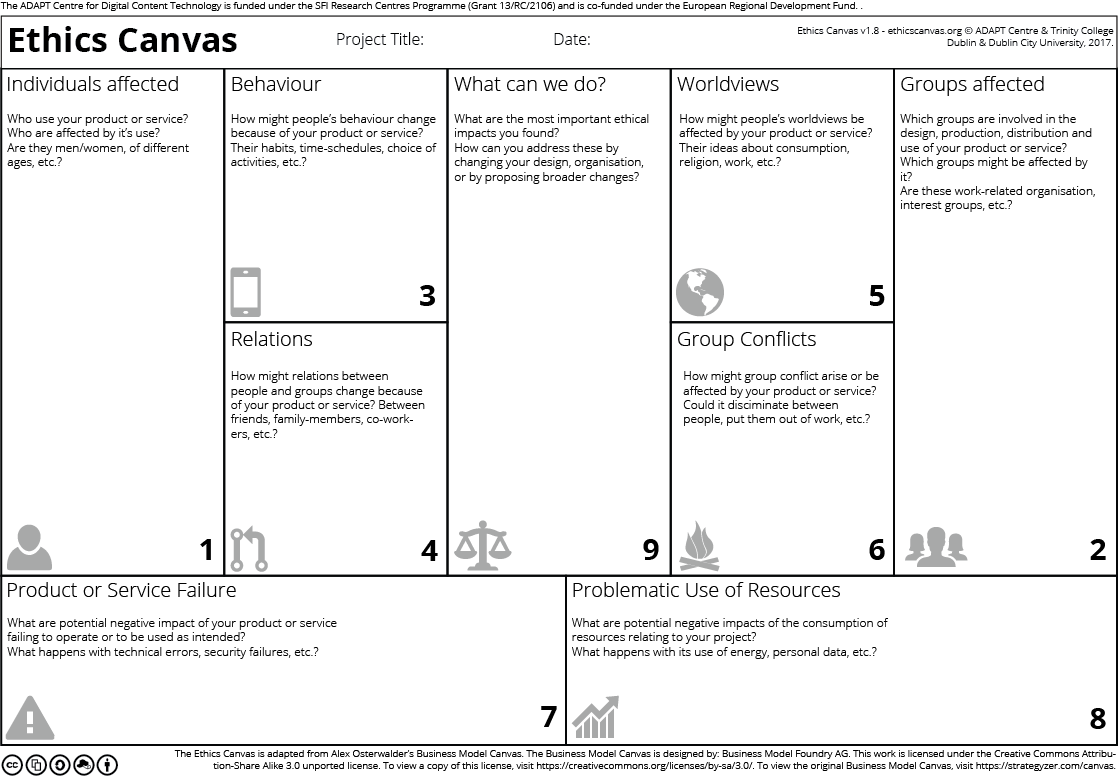 The ADAPT Centre for Digital Content Technology is funded under the SFI Research Centres Programme (Grant 13/RC/2106) and is co-funded under the European Regional Development Fund. .
Ethics Canvas
Project Title:
Date:
Ethics Canvas v1.8 - ethicscanvas.org © ADAPT Centre & Trinity College
Dublin & Dublin City University, 2017.
Individuals affected
Who use your product or service?
Who are affected by it's use?
Are they men/women, of different
ages, etc.?
1
Behaviour
How might people's behaviour change
because of your product or service?
Their habits, time-schedules, choice of
activities, etc.?
3
Relations
How might relations between
people and groups change because
of your product or service? Between
friends, family-members, co-work-
ers, etc.?
4
What can we do?
What are the most important ethical
impacts you found?
How can you address these by
changing your design, organisation,
or by proposing broader changes?
9
Worldviews
How might people's worldviews be
affected by your product or service?
Their ideas about consumption,
religion, work, etc.?
5
Group Conflicts
How might group conflict arise or be
affected by your product or service?
Could it disciminate between
people, put them out of work, etc.?
6
Groups affected
Which groups are involved in the
design, production, distribution and
use of your product or service?
Which groups might be affected by
it?
Are these work-related organisation,
interest groups, etc.?
2
Product or Service Failure
What are potential negative impact of your product or service
failing to operate or to be used as intended?
What happens with technical errors, security failures, etc.?
7
Problematic Use of Resources
What are potential negative impacts of the consumption of
resources relating to your project?
What happens with its use of energy, personal data, etc.?
8
cc
The Ethics Canvas is adapted from Alex Osterwalder's Business Model Canvas. The Business Model Canvas is designed by: Business Model Foundry AG. This work is licensed under the Creative Commons Attribu-
tion-Share Alike 3.0 unported license. To view a copy of this license, visit https://creativecommons.org/licenses/by-sa/3.0/. To view the original Business Model Canvas, visit https://strategyzer.com/canvas.